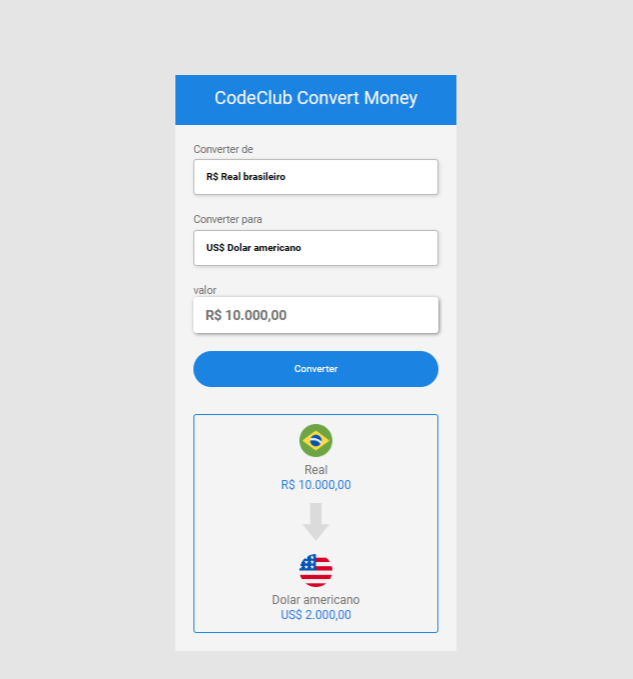 CodeClub Convert Money
Converter de
R$ Real brasileiro
Converter para
US$ Dolar americano
valor
R$ 10.000,00
Converter
Real
R$ 10.000,00
Dolar americano
US$ 2.000,00